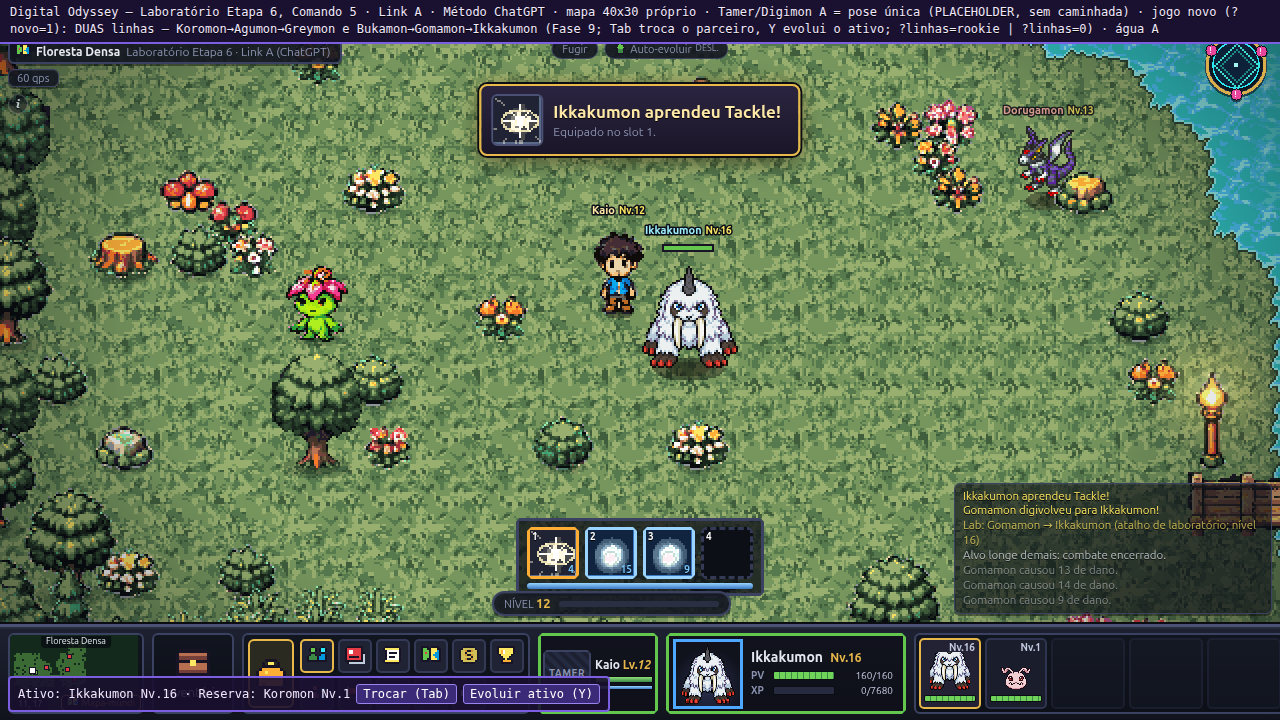 Digital Odyssey — Laboratório Etapa 6, Comando 5 · Link A · Método ChatGPT · mapa 40x30 próprio · Tamer/Digimon A = pose única (PLACEHOLDER, sem caminhada) · jogo novo (?
novo=1): DUAS linhas — Koromon→Agumon→Greymon e Bukamon→Gomamon→Ikkakumon (Fase 9; Tab troca o parceiro, Y evolui o ativo; ?linhas=rookie | ?linhas=0) · água A
Floresta Densa Laboratório Etapa 6 · Link A (ChatGPT)
Fugir
Auto-evoluir DESL.
60 qps
i
Ikkakumon aprendeu Tackle!
Equipado no slot 1.
Dorugamon Nv.13
Kaio Nv.12
Ikkakumon Nv.16
Ikkakumon aprendeu Tackle!
Gomamon digivolveu para Ikkakumon!
Lab: Gomamon → Ikkakumon (atalho de laboratório; nível
16)
Alvo longe demais: combate encerrado.
Gomamon causou 13 de dano.
Gomamon causou 14 de dano.
Gomamon causou 9 de dano.
1 4
2 15
3 9
4
NÍVEL 12
Floresta Densa
TAMER
Kaio Lv.12
Ikkakumon Nv.16
PV 160/160
XP 0/7680
Nv.16
Nv.1
Ativo: Ikkakumon Nv.16 · Reserva: Koromon Nv.1 Trocar (Tab) Evoluir ativo (Y)